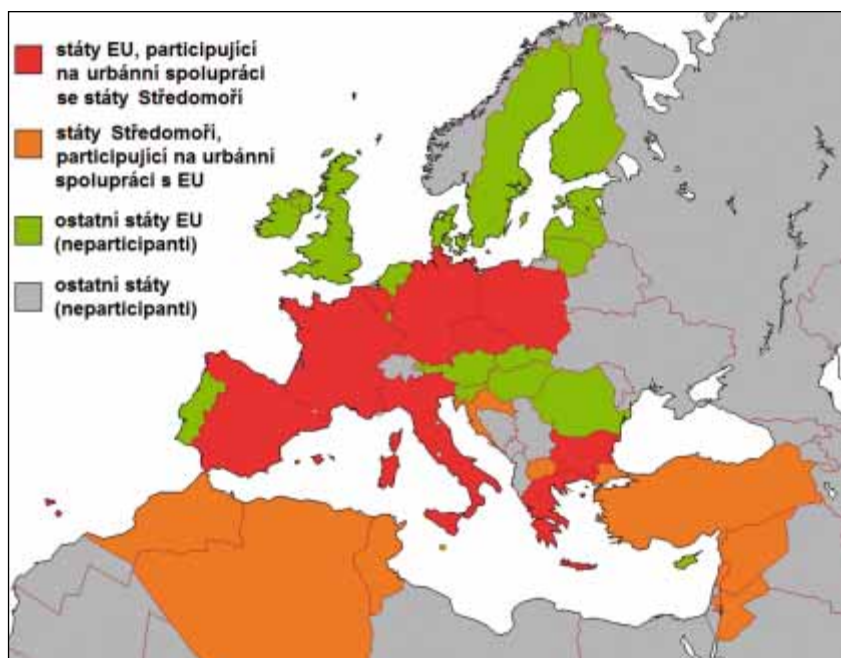 státy EU, participující
na urbánní spolupráci
se státy Středomoří
státy Středomoří,
participující na urbánní
spolupráci s EU
ostatní státy EU
(neparticipanti)
ostatní státy
(neparticipanti)